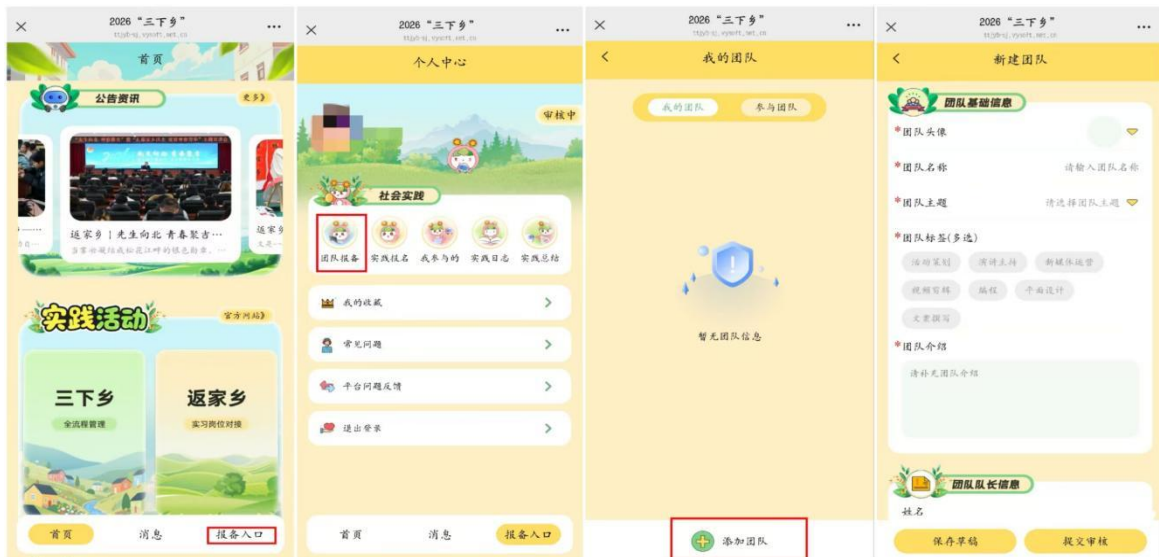 2026 “三下乡”
首页
公告资讯
更多》
返家乡 | 先生向北 青春聚吉…
实践活动
官方网站》
三下乡
全流程管理
返家乡
实习岗位对接
首页
消息
报备入口
2026 “三下乡”
个人中心
审核中
社会实践
团队报备
实践报名
我参与的
实践日志
实践总结
我的收藏
常见问题
平台问题反馈
退出登录
首页
消息
报备入口
2026 “三下乡”
我的团队
我的团队
参与团队
暂无团队信息
添加团队
2026 “三下乡”
新建团队
团队基础信息
*团队头像
*团队名称
请输入团队名称
*团队主题
请选择团队主题
*团队标签(多选)
活动策划
演讲主持
新媒体运营
视频剪辑
编程
平面设计
文案撰写
*团队介绍
请补充团队介绍
团队队长信息
姓名
保存草稿
提交审核